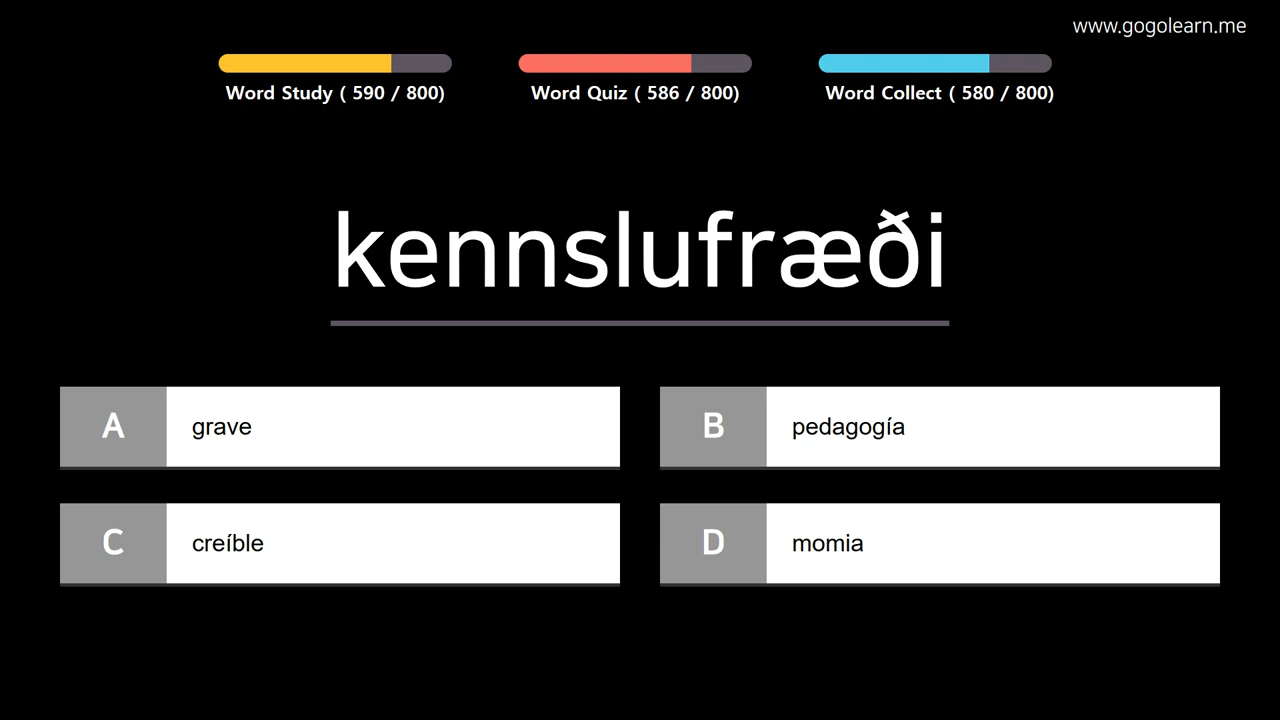 www.gogolearn.me
Word Study ( 590 / 800)
Word Quiz ( 586 / 800)
Word Collect ( 580 / 800)
kennslufræði
A grave
B pedagogía
C creíble
D momia